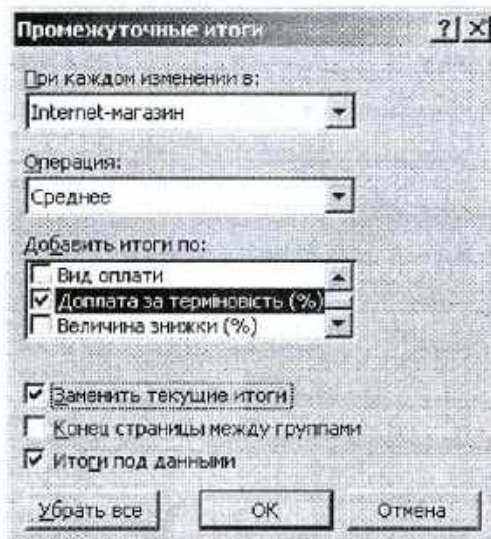 Промежуточные итоги
При каждом изменении в:
Internet-магазин
Операция:
Среднее
Добавить итоги по:
Вид оплати
Доплата за терміновість (%)
Величина знижки (%)
Заменить текущие итоги
Конец страницы между группами
Итоги под данными
Убрать все ОК Отмена